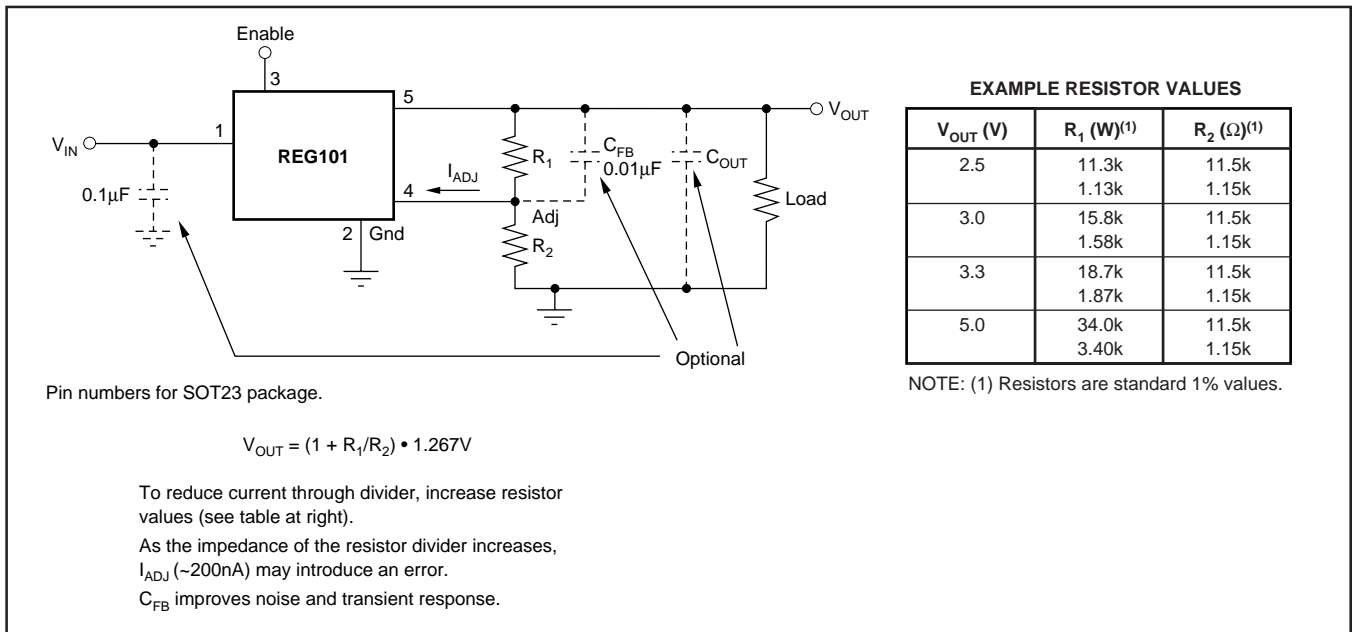 Enable
3
5
V_OUT
V_IN
1
REG101
R_1
C_FB
0.01μF
C_OUT
I_ADJ
4
Load
0.1μF
Adj
2
Gnd
R_2
Optional
Pin numbers for SOT23 package.
V_OUT = (1 + R_1/R_2) • 1.267V
To reduce current through divider, increase resistor
values (see table at right).
As the impedance of the resistor divider increases,
I_ADJ (~200nA) may introduce an error.
C_FB improves noise and transient response.
EXAMPLE RESISTOR VALUES
V_OUT (V) R_1 (W)(1) R_2 (Ω)(1)
2.5 11.3k 11.5k
1.13k 1.15k
3.0 15.8k 11.5k
1.58k 1.15k
3.3 18.7k 11.5k
1.87k 1.15k
5.0 34.0k 11.5k
3.40k 1.15k
NOTE: (1) Resistors are standard 1% values.